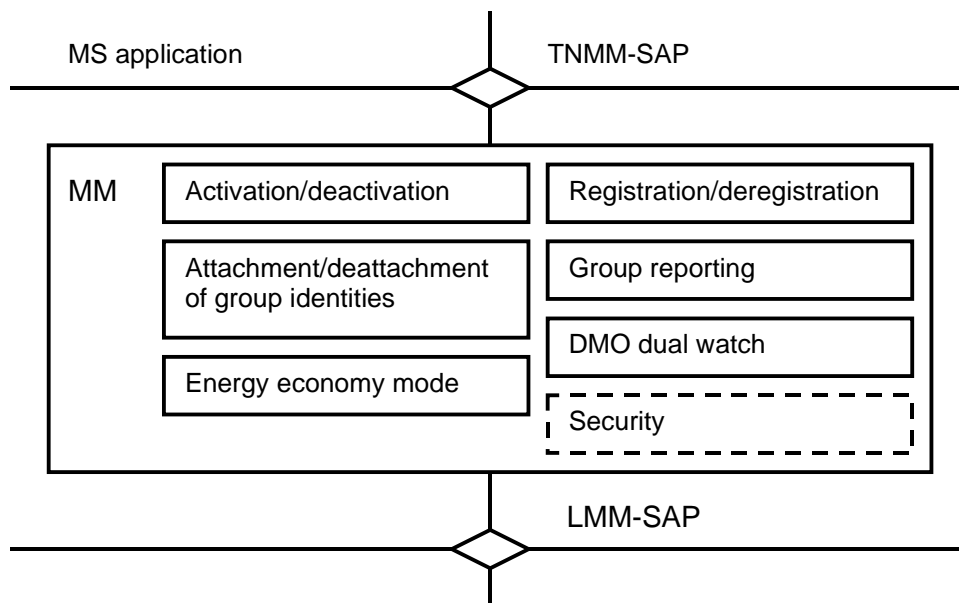 MS application
TNMM-SAP
MM
Activation/deactivation
Registration/deregistration
Attachment/deattachment
of group identities
Group reporting
DMO dual watch
Energy economy mode
Security
LMM-SAP